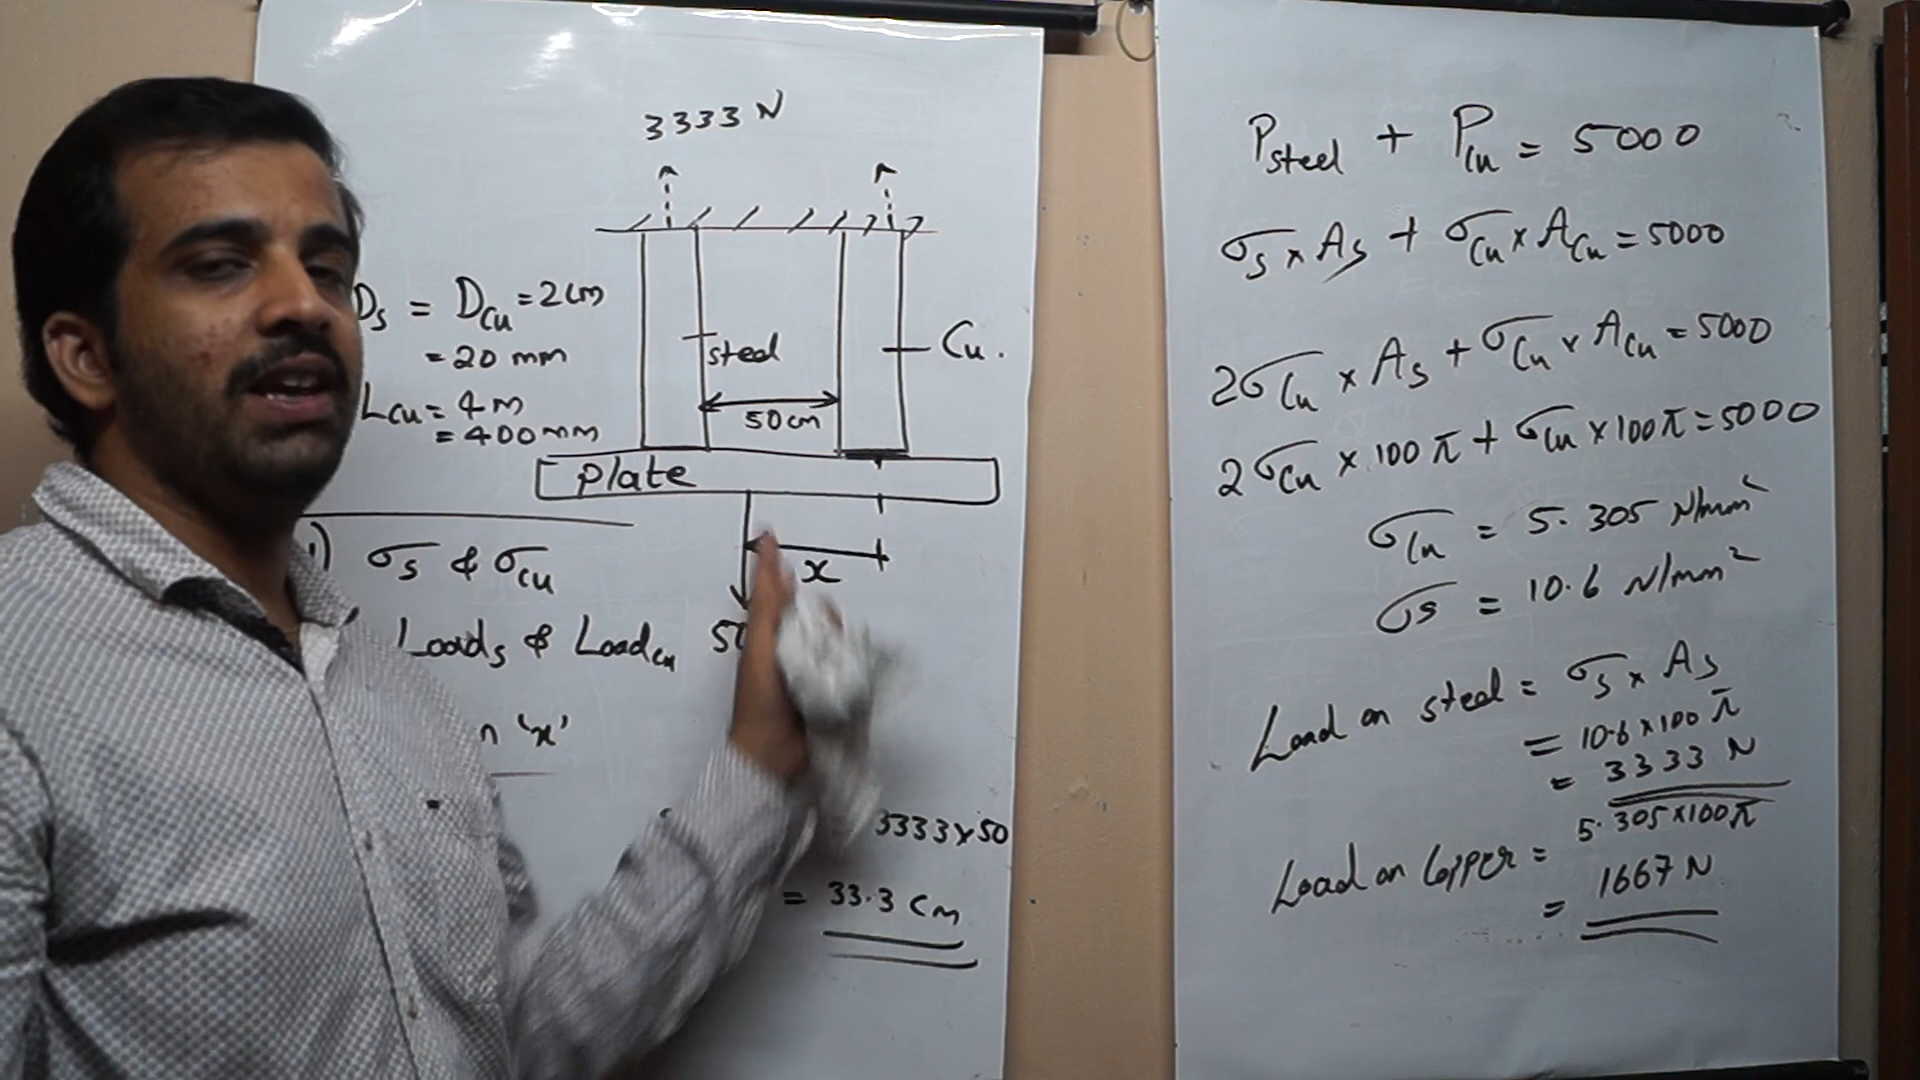 3333 N
Ds = Dcu = 2cm
= 20 mm
Lcu = 4m
= 400mm
steel
Cu.
50cm
Plate
x
1) σs & σcu
Loads & Loadcu
'x'
3333x50
= 33.3 cm
Psteel + Pcu = 5000
σs x As + σcu x Acu = 5000
2σcu x As + σcu x Acu = 5000
2σcu x 100π + σcu x 100π = 5000
σcu = 5.305 N/mm²
σs = 10.6 N/mm²
Load on steel = σs x As
= 10.6 x 100π
= 3333 N
Load on Copper = 5.305x100π
= 1667 N